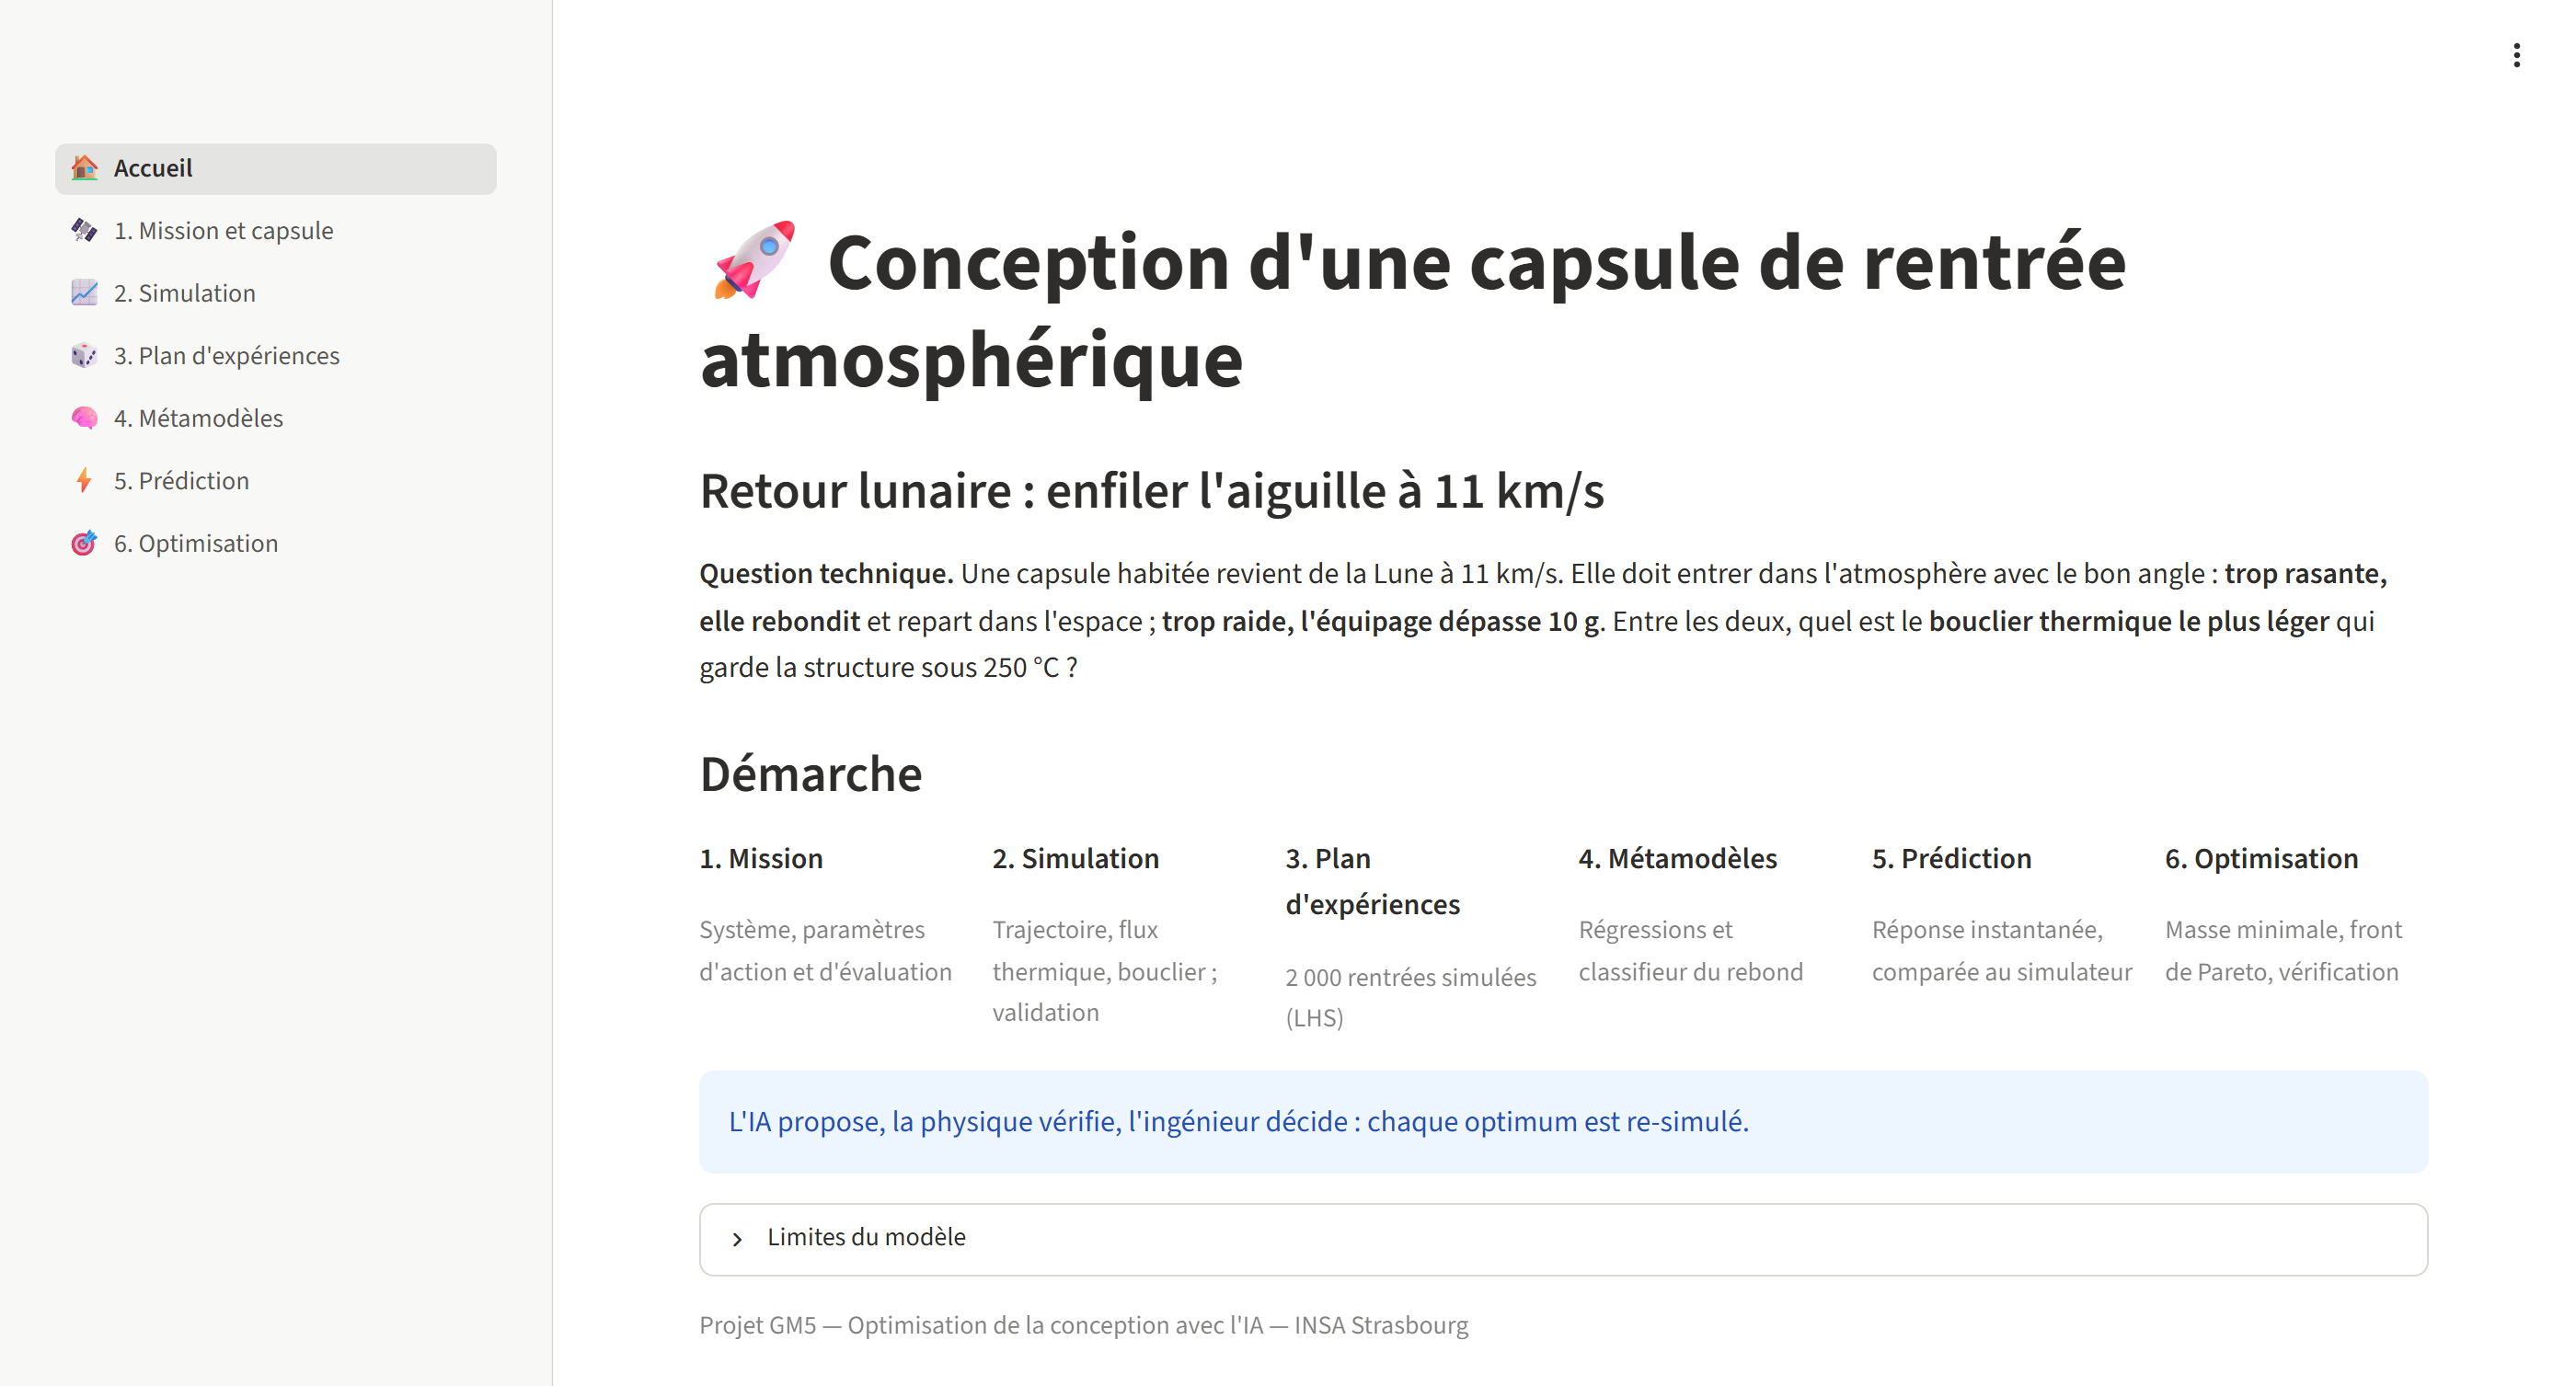 Accueil
1. Mission et capsule
2. Simulation
3. Plan d'expériences
4. Métamodèles
5. Prédiction
6. Optimisation
Conception d'une capsule de rentrée
atmosphérique
Retour lunaire : enfiler l'aiguille à 11 km/s
Question technique. Une capsule habitée revient de la Lune à 11 km/s. Elle doit entrer dans l'atmosphère avec le bon angle : trop rasante,
elle rebondit et repart dans l'espace ; trop raide, l'équipage dépasse 10 g. Entre les deux, quel est le bouclier thermique le plus léger qui
garde la structure sous 250 °C ?
Démarche
1. Mission
Système, paramètres
d'action et d'évaluation
2. Simulation
Trajectoire, flux
thermique, bouclier ;
validation
3. Plan
d'expériences
2 000 rentrées simulées
(LHS)
4. Métamodèles
Régressions et
classifieur du rebond
5. Prédiction
Réponse instantanée,
comparée au simulateur
6. Optimisation
Masse minimale, front
de Pareto, vérification
L'IA propose, la physique vérifie, l'ingénieur décide : chaque optimum est re-simulé.
Limites du modèle
Projet GM5 — Optimisation de la conception avec l'IA — INSA Strasbourg